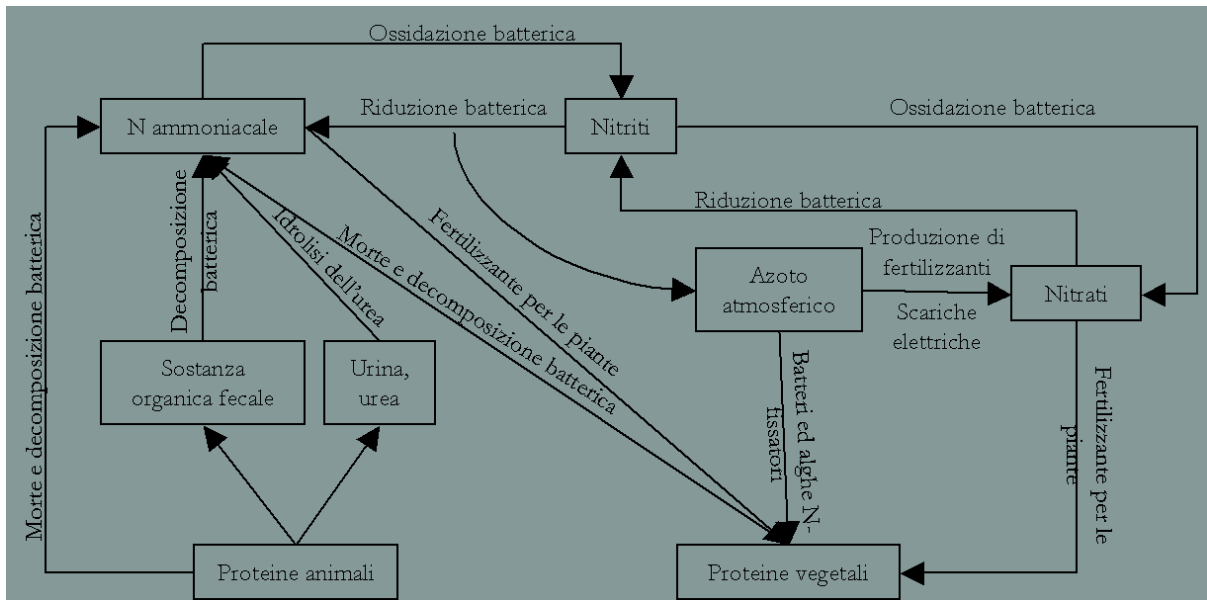 Ossidazione batterica
N ammoniacale
Riduzione batterica
Nitriti
Ossidazione batterica
Riduzione batterica
Morte e decomposizione batterica
Decomposizione
batterica
Idrolisi dell'urea
Fertilizzante per le piante
Morte e decomposizione batterica
Azoto
atmosferico
Produzione di
fertilizzanti
Scariche
elettriche
Nitrati
Sostanza
organica fecale
Urina,
urea
Batteri ed alghe N-
fissatori
Fertilizzante per le
piante
Proteine animali
Proteine vegetali